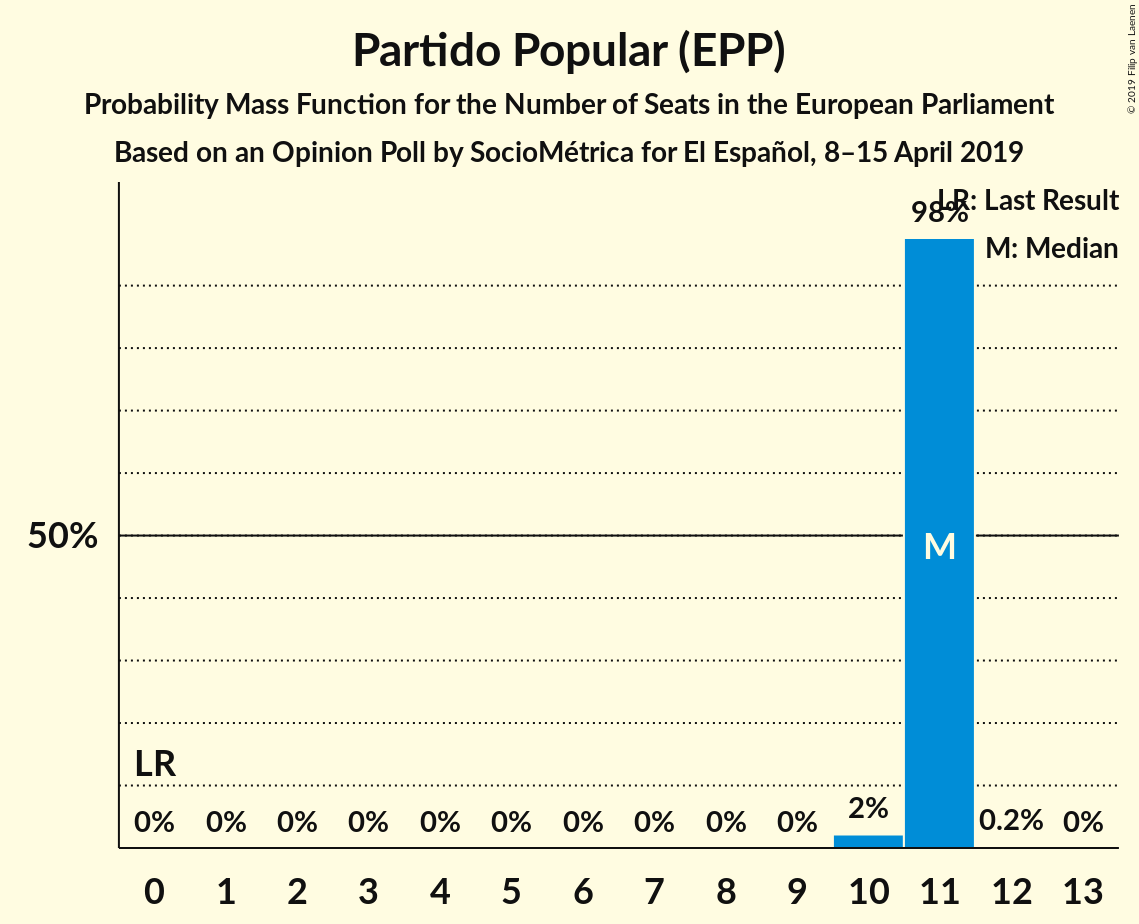 Partido Popular (EPP)
Probability Mass Function for the Number of Seats in the European Parliament
Based on an Opinion Poll by SocioMétrica for El Español, 8–15 April 2019
© 2019 Filip van Laenen
LR: Last Result
98%
M: Median
50%
M
LR
0% 0% 0% 0% 0% 0% 0% 0% 0% 0% 2% 0.2% 0%
0 1 2 3 4 5 6 7 8 9 10 11 12 13